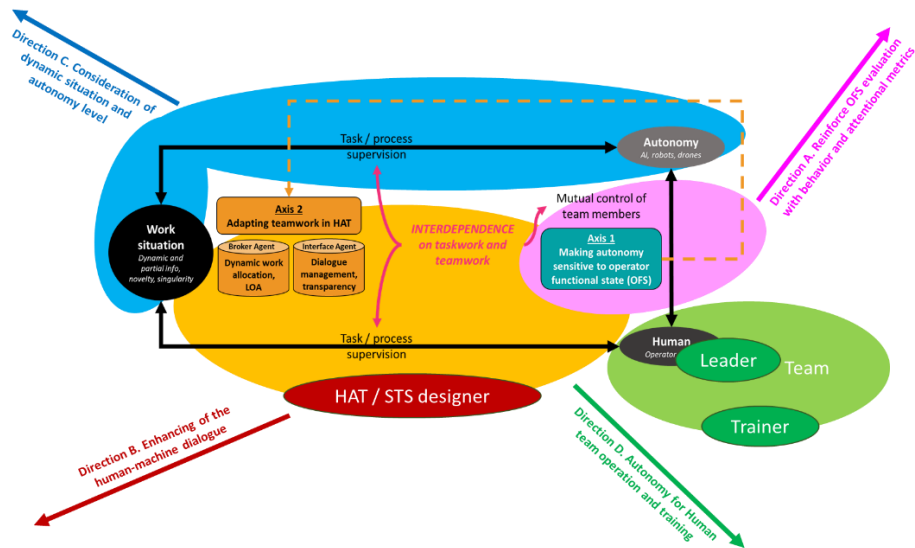 Direction C. Consideration of
dynamic situation and
autonomy level
Direction A. Reinforce OFS evaluation
with behavior and attentional metrics
Task / process
supervision
Autonomy
AI, robots, drones
Mutual control of
team members
Axis 2
Adapting teamwork in HAT
INTERDEPENDENCE
on taskwork and
teamwork
Work
situation
Dynamic and
partial info,
novelty, singularity
Broker Agent
Dynamic work
allocation,
LOA
Interface Agent
Dialogue
management,
transparency
Axis 1
Making autonomy
sensitive to operator
functional state (OFS)
Task / process
supervision
Human
Operator
Leader
Team
Trainer
HAT / STS designer
Direction B. Enhancing of the
human-machine dialogue
Direction D. Autonomy for Human
team operation and training